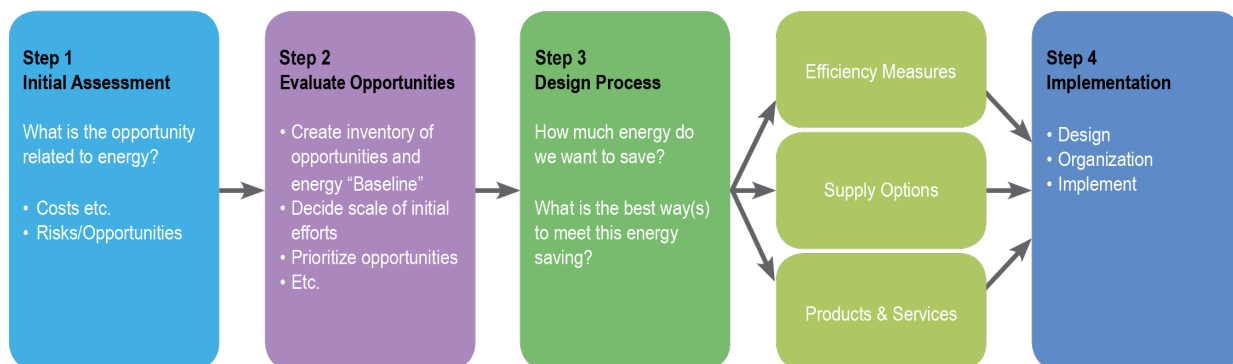 Step 1
Initial Assessment
What is the opportunity
related to energy?
• Costs etc.
• Risks/Opportunities
Step 2
Evaluate Opportunities
• Create inventory of
opportunities and
energy “Baseline”
• Decide scale of initial
efforts
• Prioritize opportunities
• Etc.
Step 3
Design Process
How much energy do
we want to save?
What is the best way(s)
to meet this energy
saving?
Efficiency Measures
Supply Options
Products & Services
Step 4
Implementation
• Design
• Organization
• Implement